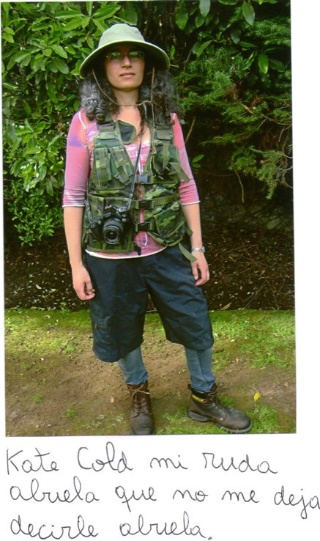 Kate Cold mi ruda
abuela que no me deja
decirle abuela.